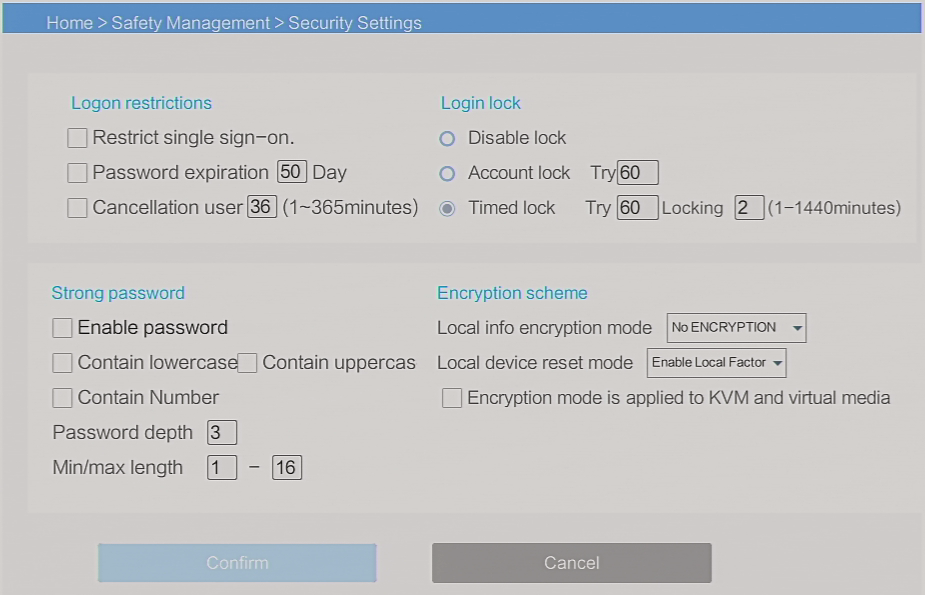 Home > Safety Management > Security Settings
Logon restrictions
Restrict single sign-on.
Password expiration 50 Day
Cancellation user 36 (1~365minutes)
Login lock
Disable lock
Account lock Try 60
Timed lock Try 60 Locking 2 (1-1440minutes)
Strong password
Enable password
Contain lowercase Contain uppercas
Contain Number
Password depth 3
Min/max length 1 - 16
Encryption scheme
Local info encryption mode No ENCRYPTION
Local device reset mode Enable Local Factor
Encryption mode is applied to KVM and virtual media
Confirm Cancel